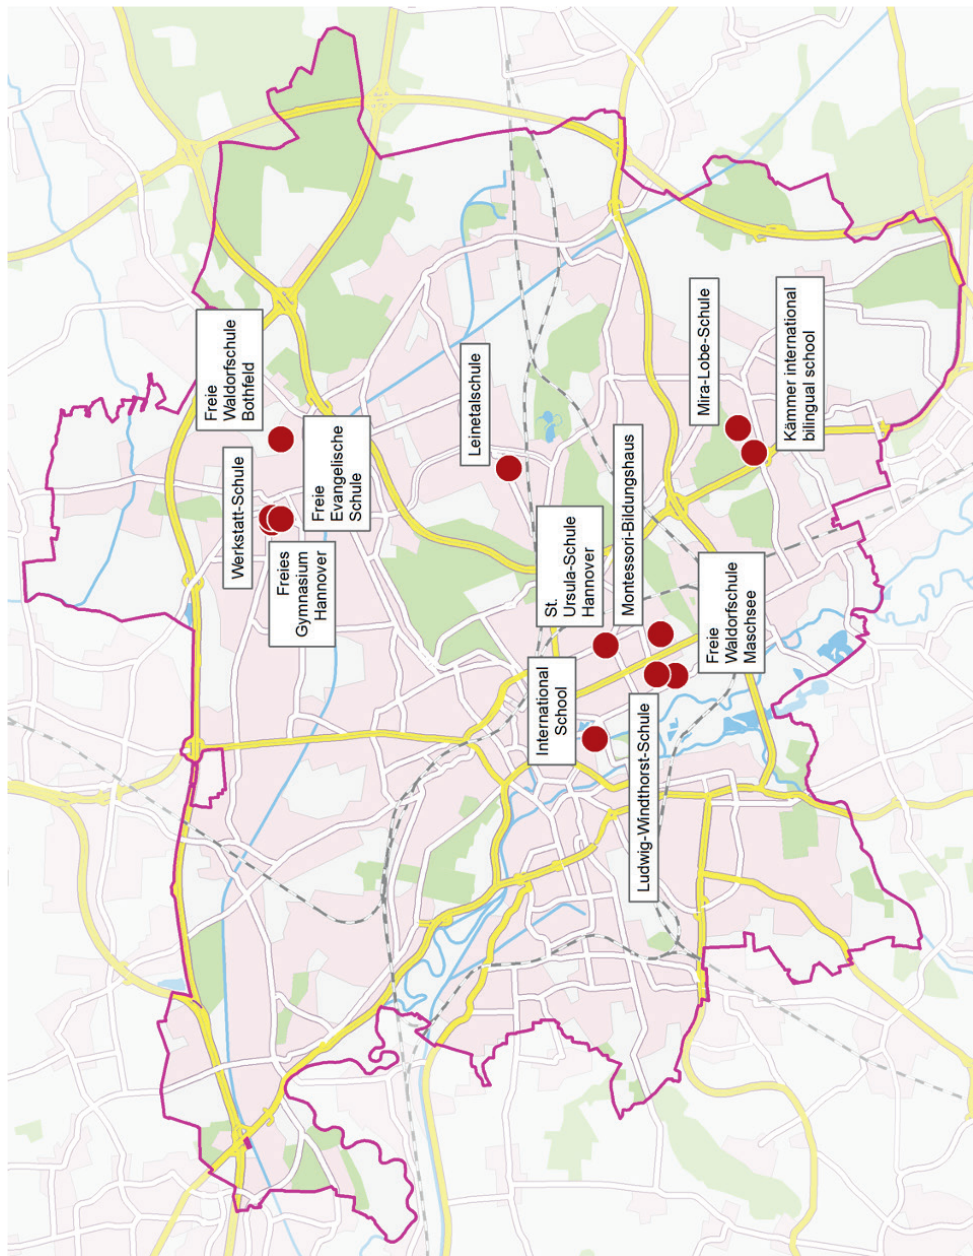 Freie
Waldorfschule
Bothfeld
Werkstatt-Schule
Freies
Gymnasium
Hannover
Freie
Evangelische
Schule
Leinetalschule
St.
Ursula-Schule
Hannover
International
School
Montessori-Bildungshaus
Ludwig-Windthorst-Schule
Freie
Waldorfschule
Maschsee
Mira-Lobe-Schule
Kämmer international
bilingual school